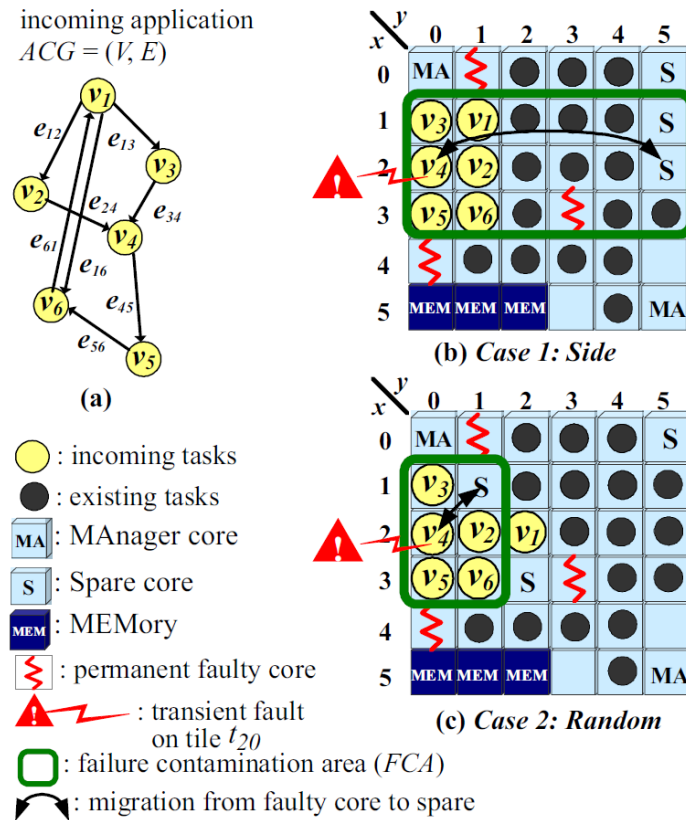 incoming application
ACG = (V, E)
v1
e12
e13
v2
v3
e24
e34
v4
e61
e16
e45
v6
e56
v5
(a)
y
x
0 1 2 3 4 5
0 MA S
1 v3 v1 S
2 v4 v2 S
3 v5 v6
4
5 MEM MEM MEM MA
(b) Case 1: Side
y
x
0 1 2 3 4 5
0 MA S
1 v3 S
2 v4 v2 v1
3 v5 v6 S
4
5 MEM MEM MEM MA
(c) Case 2: Random
: incoming tasks
: existing tasks
MA : MAnager core
S : Spare core
MEM : MEMory
: permanent faulty core
! : transient fault
on tile t20
: failure contamination area (FCA)
: migration from faulty core to spare